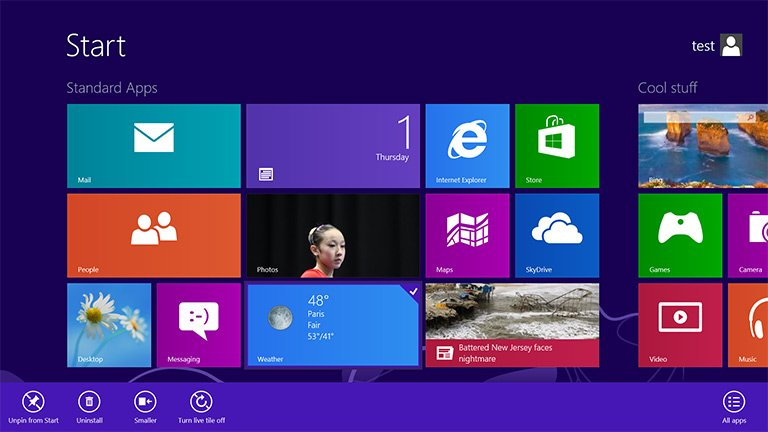 Start
test
Standard Apps
Cool stuff
Mail
1
Thursday
Internet Explorer
Store
Bing
People
Photos
Maps
SkyDrive
Games
Camera
Desktop
Messaging
48°
Paris
Fair
53°/41°
Weather
Battered New Jersey faces
nightmare
Video
Music
Unpin from Start
Uninstall
Smaller
Turn live tile off
All apps